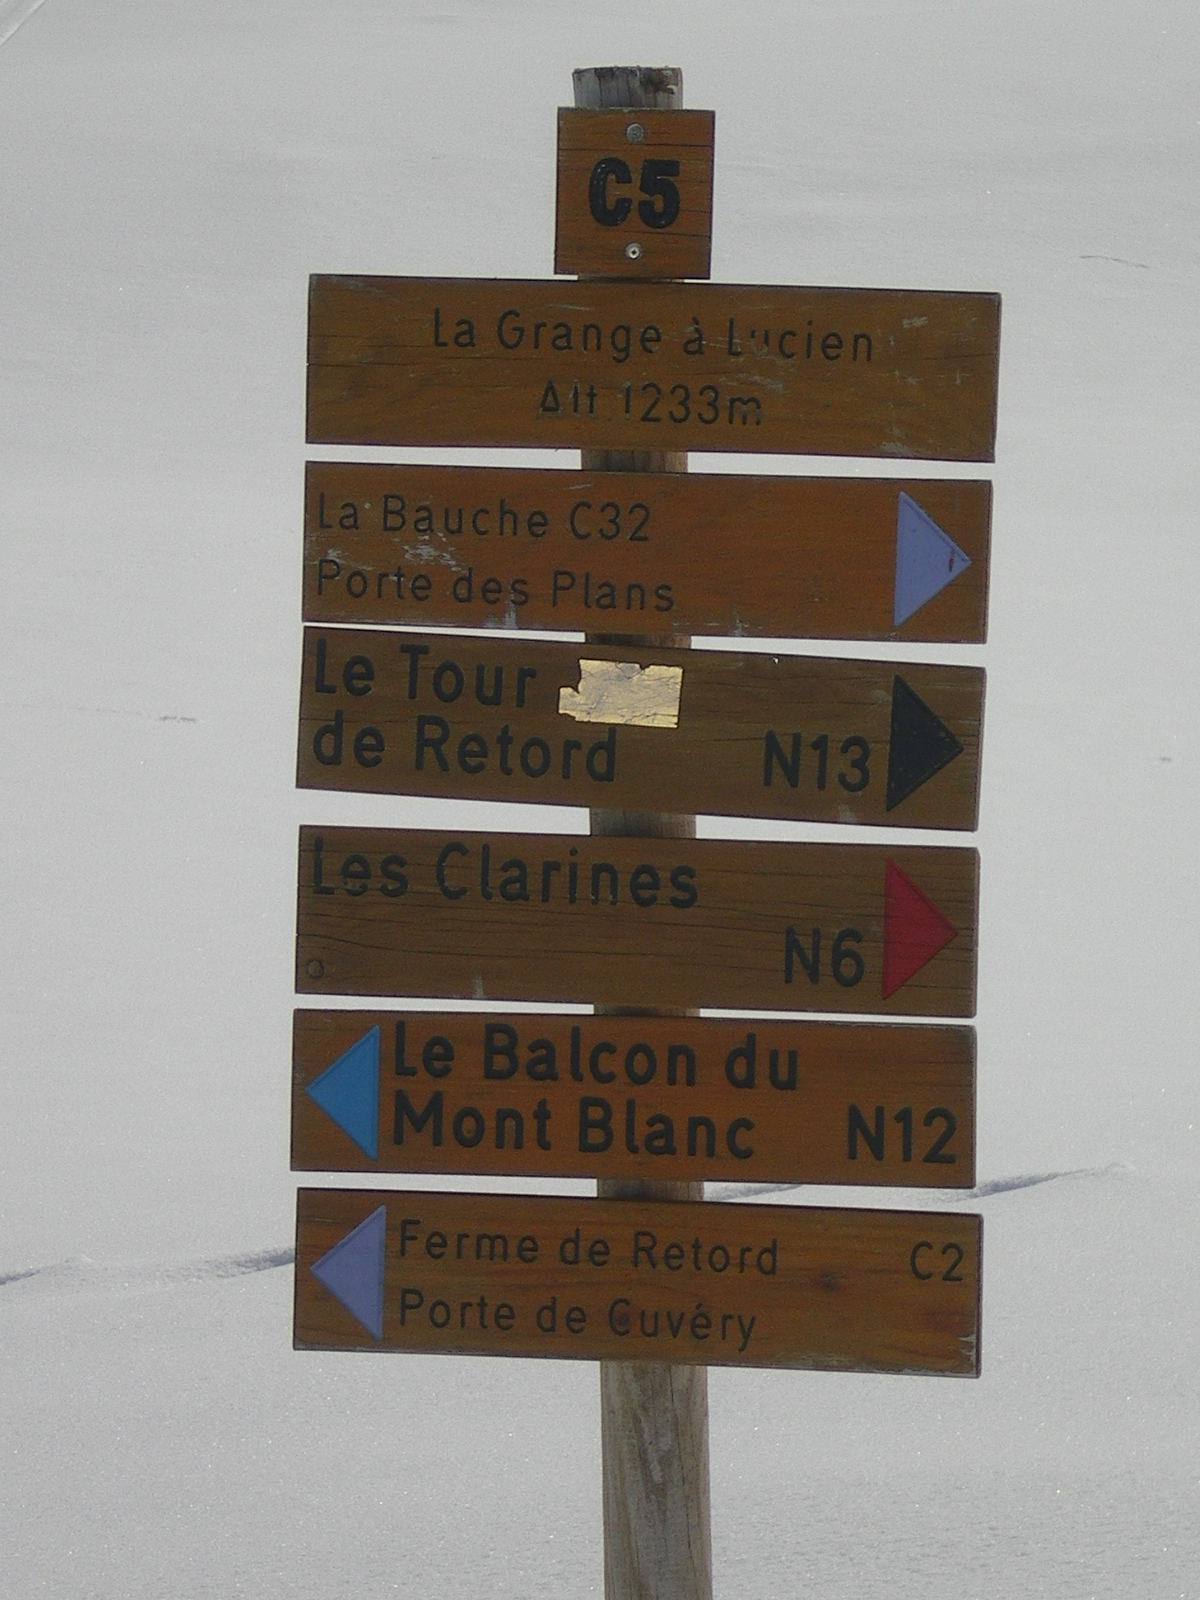 C5
La Grange à Lucien
Alt 1233m
La Bauche C32
Porte des Plans
Le Tour
de Retord N13
Les Clarines
N6
Le Balcon du
Mont Blanc N12
Ferme de Retord C2
Porte de Cuvéry